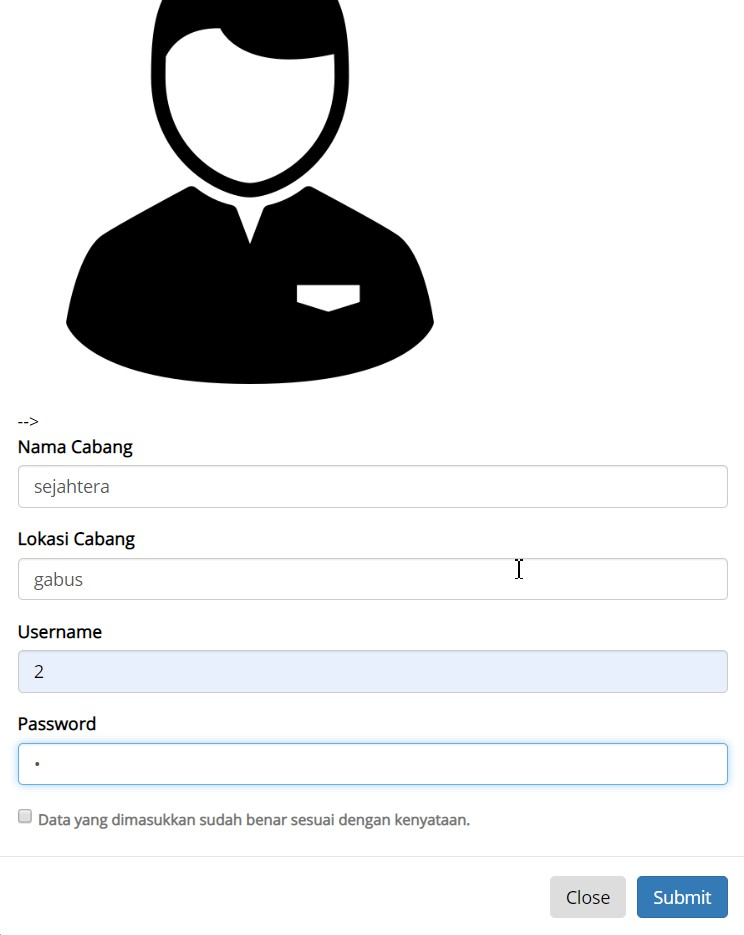 -->
Nama Cabang
sejahtera
Lokasi Cabang
gabus
Username
2
Password
•
Data yang dimasukkan sudah benar sesuai dengan kenyataan.
Close
Submit